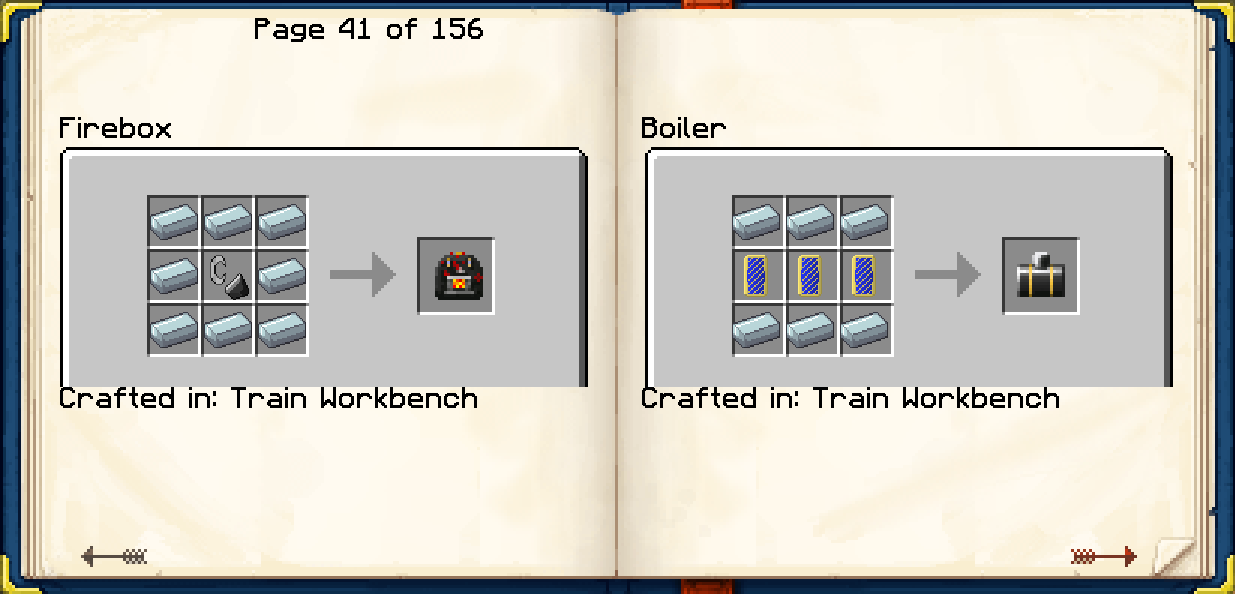 Page 41 of 156
Firebox
Crafted in: Train Workbench
Boiler
Crafted in: Train Workbench